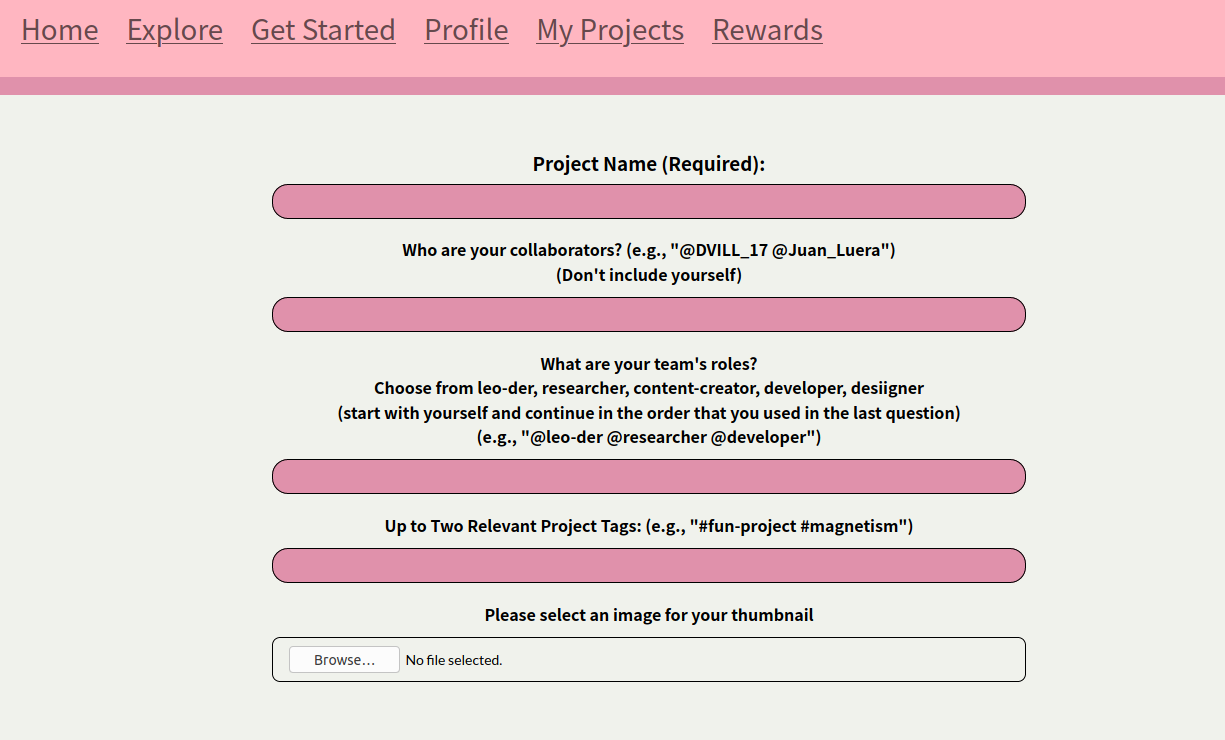 Home Explore Get Started Profile My Projects Rewards
Project Name (Required):
Who are your collaborators? (e.g., "@DVILL_17 @Juan_Luera")
(Don't include yourself)
What are your team's roles?
Choose from leo-der, researcher, content-creator, developer, desiigner
(start with yourself and continue in the order that you used in the last question)
(e.g., "@leo-der @researcher @developer")
Up to Two Relevant Project Tags: (e.g., "#fun-project #magnetism")
Please select an image for your thumbnail
Browse... No file selected.